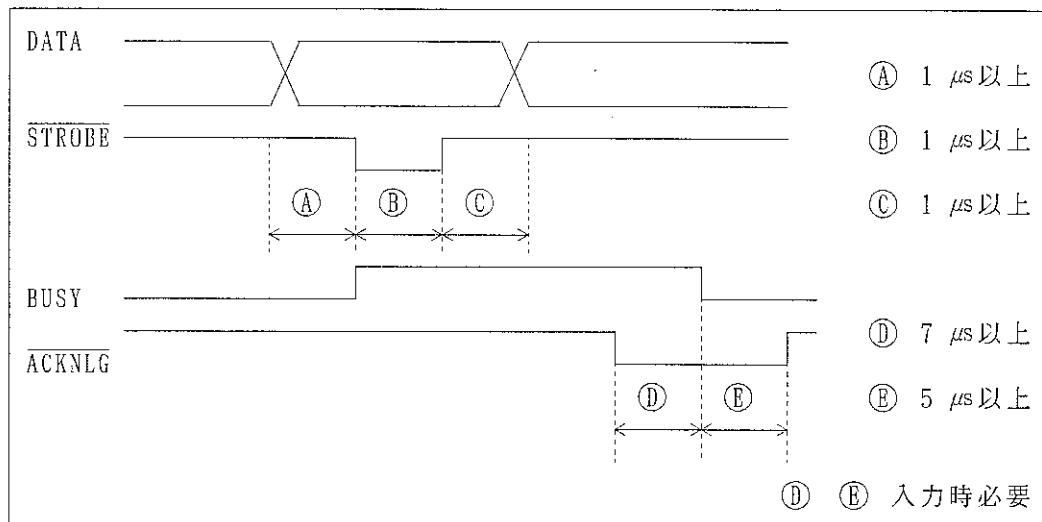 DATA
Ⓐ 1 μs以上
STROBE
Ⓑ 1 μs以上
Ⓐ Ⓑ Ⓒ
Ⓒ 1 μs以上
BUSY
ACKNLG
Ⓓ 7 μs以上
Ⓓ Ⓔ
Ⓔ 5 μs以上
Ⓓ Ⓔ 入力時必要